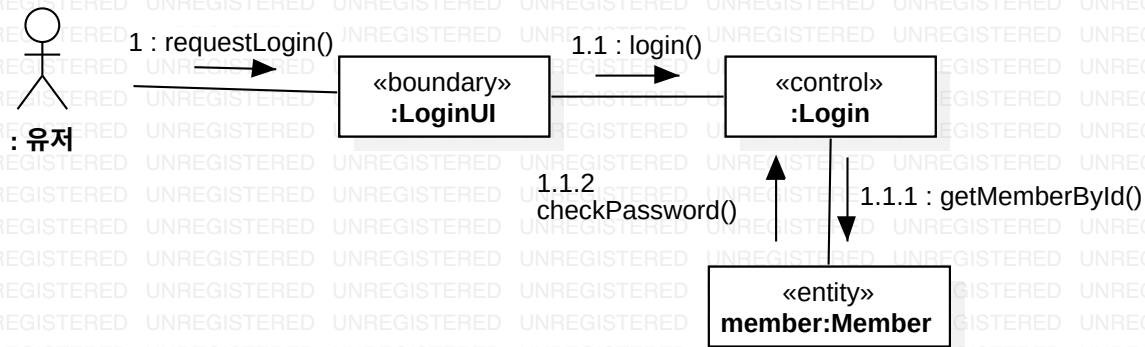 1 : requestLogin()
1.1 : login()
«boundary»
:LoginUI
«control»
:Login
: 유저
1.1.2
checkPassword()
1.1.1 : getMemberById()
«entity»
member:Member
UNREGISTERED